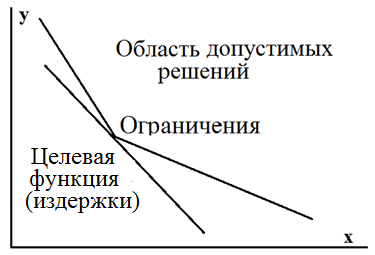 y
Область допустимых
решений
Ограничения
Целевая
функция
(издержки)
x